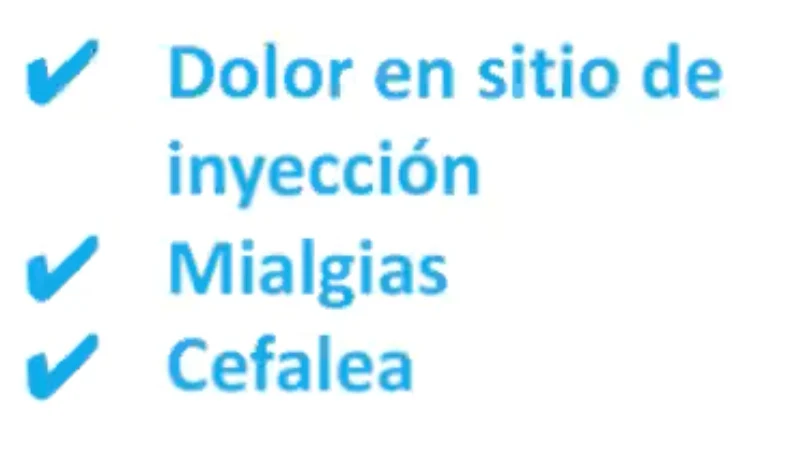 ✔ Dolor en sitio de
inyección
✔ Mialgias
✔ Cefalea